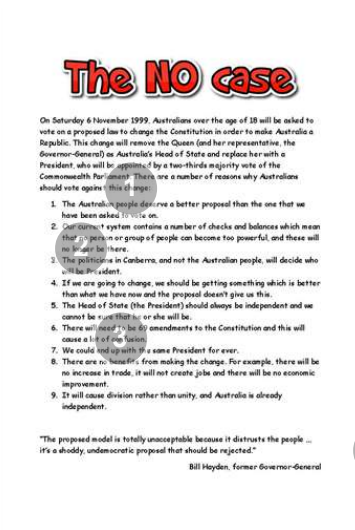 The NO case
On Saturday 6 November 1999, Australians over the age of 18 will be asked to
vote on a proposed law to change the Constitution in order to make Australia a
Republic. This change will remove the Queen (and her representative, the
Governor-General) as Australia's Head of State and replace her with a
President, who will be appointed by a two-thirds majority vote of the
Commonwealth Parliament. There are a number of reasons why Australians
should vote against this change:
1. The Australian people deserve a better proposal than the one that we
have been asked to vote on.
2. Our current system contains a number of checks and balances which mean
that no person or group of people can become too powerful, and these will
no longer be there.
3. The politicians in Canberra, and not the Australian people, will decide who
will be President.
4. If we are going to change, we should be getting something which is better
than what we have now and the proposal doesn't give us this.
5. The Head of State (the President) should always be independent and we
cannot be sure that he or she will be.
6. There will need to be 69 amendments to the Constitution and this will
cause a lot of confusion.
7. We could end up with the same President for ever.
8. There are no benefits from making the change. For example, there will be
no increase in trade, it will not create jobs and there will be no economic
improvement.
9. It will cause division rather than unity, and Australia is already
independent.
"The proposed model is totally unacceptable because it distrusts the people ...
it's a shoddy, undemocratic proposal that should be rejected."
Bill Hayden, former Governor-General